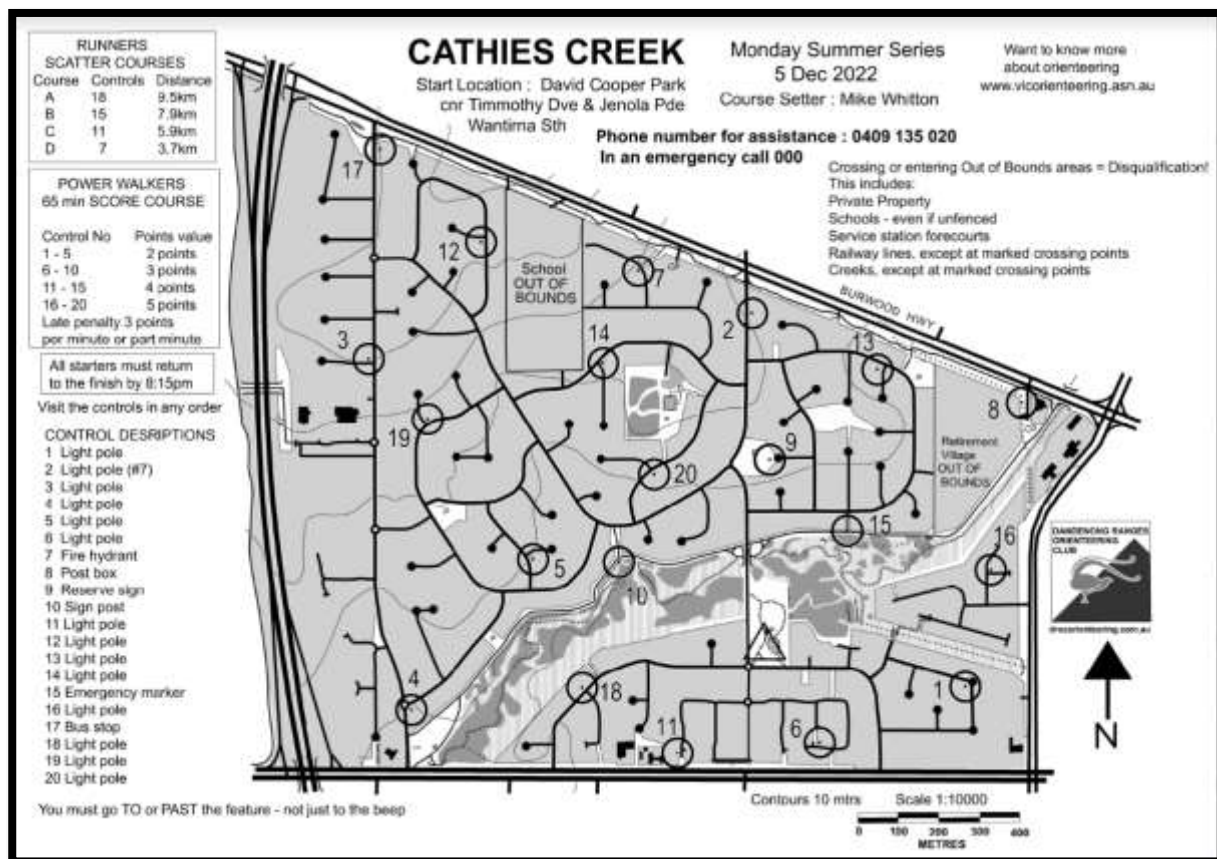 RUNNERS
SCATTER COURSES
Course Controls Distance
A 18 9.5km
B 15 7.9km
C 11 5.9km
D 7 3.7km
POWER WALKERS
65 min SCORE COURSE
Control No Points value
1 - 5 2 points
6 - 10 3 points
11 - 15 4 points
16 - 20 5 points
Late penalty 3 points
per minute or part minute
All starters must return
to the finish by 8:15pm
Visit the controls in any order
CONTROL DESRIPTIONS
1 Light pole
2 Light pole (#7)
3 Light pole
4 Light pole
5 Light pole
6 Light pole
7 Fire hydrant
8 Post box
9 Reserve sign
10 Sign post
11 Light pole
12 Light pole
13 Light pole
14 Light pole
15 Emergency marker
16 Light pole
17 Bus stop
18 Light pole
19 Light pole
20 Light pole
You must go TO or PAST the feature - not just to the beep
CATHIES CREEK
Start Location : David Cooper Park
cnr Timmothy Dve & Jenola Pde
Wantirna Sth
Monday Summer Series
5 Dec 2022
Course Setter : Mike Whitton
Want to know more
about orienteering
www.vicorienteering.asn.au
Phone number for assistance : 0409 135 020
In an emergency call 000
Crossing or entering Out of Bounds areas = Disqualification!
This includes:
Private Property
Schools - even if unfenced
Service station forecourts
Railway lines, except at marked crossing points
Creeks, except at marked crossing points
BURWOOD HWY
17
12
School
OUT OF
BOUNDS
7
2
3
14
13
8
19
20
9
Retirement
Village
OUT OF
BOUNDS
15
16
5
10
4
18
1
11
6
DANDENONG RANGES
ORIENTEERING
CLUB
drocorienteering.com.au
N
Contours 10 mtrs
Scale 1:10000
0 100 200 300 400
METRES